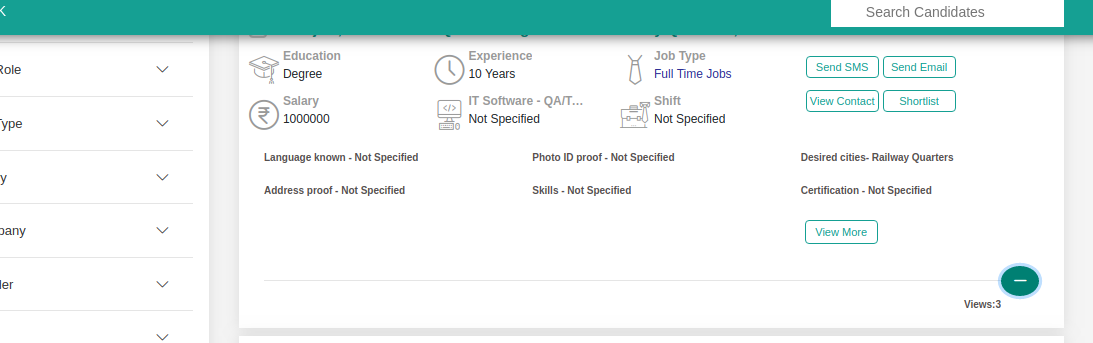 Search Candidates
Role
Type
Education
Degree
Experience
10 Years
Job Type
Full Time Jobs
Send SMS
Send Email
Salary
1000000
IT Software - QA/T...
Not Specified
Shift
Not Specified
View Contact
Shortlist
Language known - Not Specified
Photo ID proof - Not Specified
Desired cities- Railway Quarters
Address proof - Not Specified
Skills - Not Specified
Certification - Not Specified
View More
Views:3